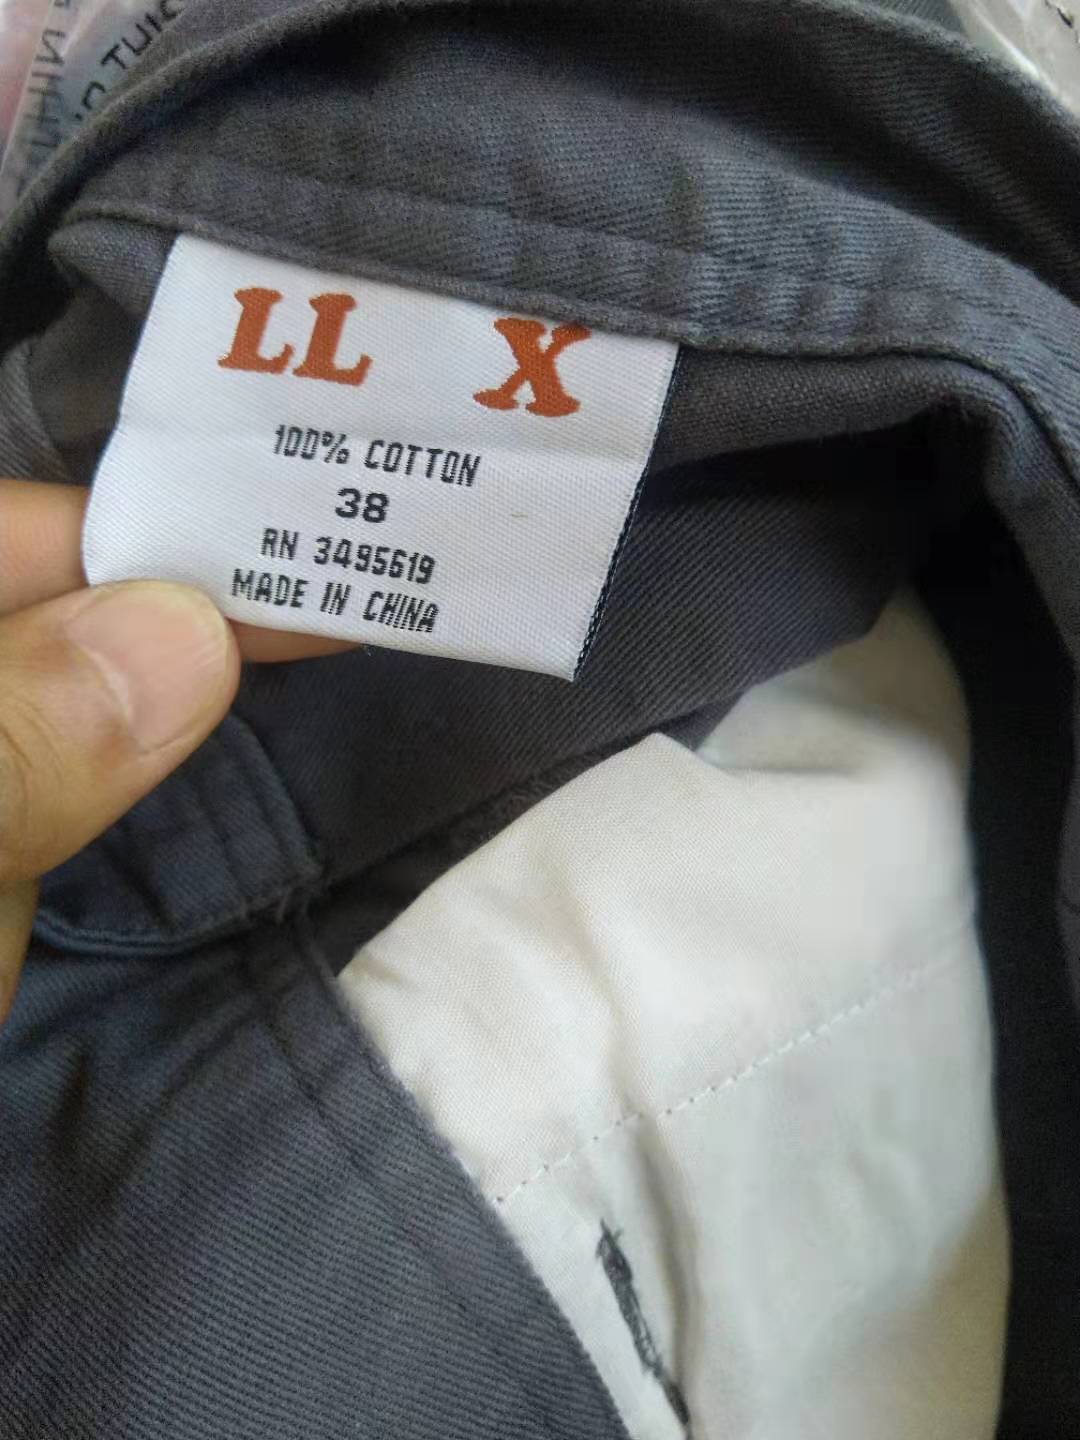 LL X
100% COTTON
38
RN 3495619
MADE IN CHINA